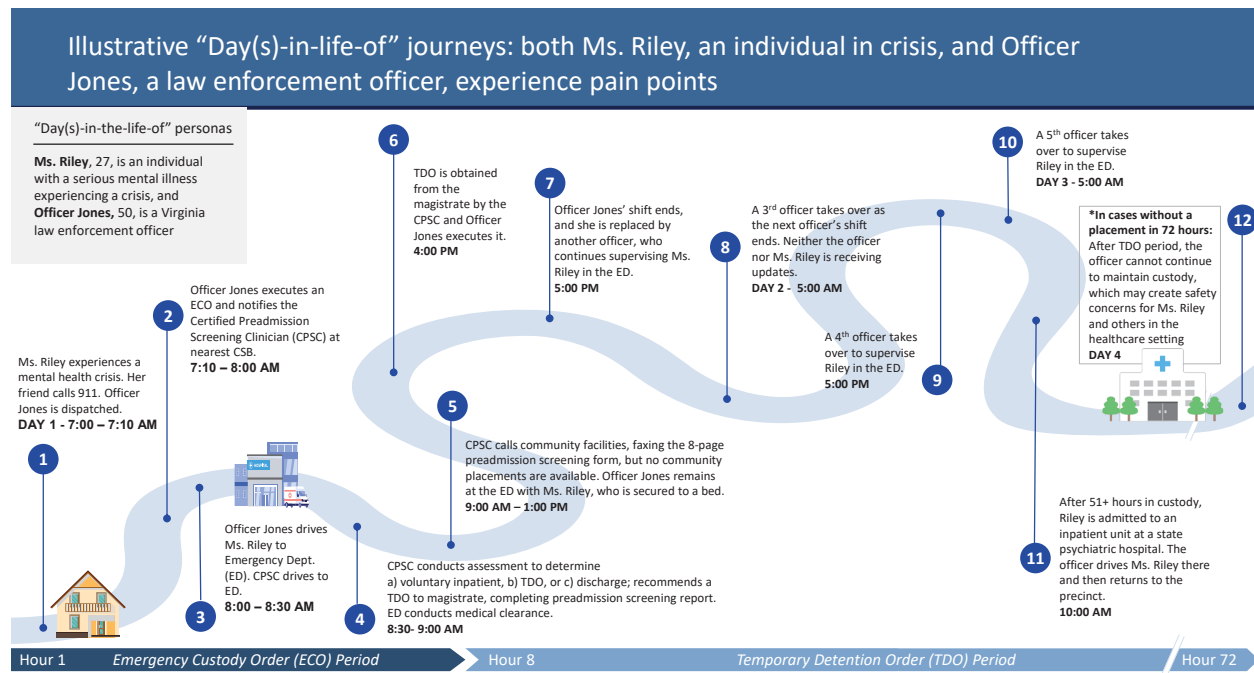 Illustrative “Day(s)-in-life-of” journeys: both Ms. Riley, an individual in crisis, and Officer
Jones, a law enforcement officer, experience pain points
“Day(s)-in-the-life-of” personas
Ms. Riley, 27, is an individual
with a serious mental illness
experiencing a crisis, and
Officer Jones, 50, is a Virginia
law enforcement officer
1
Ms. Riley experiences a
mental health crisis. Her
friend calls 911. Officer
Jones is dispatched.
DAY 1 - 7:00 – 7:10 AM
2
Officer Jones executes an
ECO and notifies the
Certified Preadmission
Screening Clinician (CPSC) at
nearest CSB.
7:10 – 8:00 AM
3
Officer Jones drives
Ms. Riley to
Emergency Dept.
(ED). CPSC drives to
ED.
8:00 – 8:30 AM
4
CPSC conducts assessment to determine
a) voluntary inpatient, b) TDO, or c) discharge; recommends a
TDO to magistrate, completing preadmission screening report.
ED conducts medical clearance.
8:30- 9:00 AM
5
CPSC calls community facilities, faxing the 8-page
preadmission screening form, but no community
placements are available. Officer Jones remains
at the ED with Ms. Riley, who is secured to a bed.
9:00 AM – 1:00 PM
6
TDO is obtained
from the
magistrate by the
CPSC and Officer
Jones executes it.
4:00 PM
7
Officer Jones’ shift ends,
and she is replaced by
another officer, who
continues supervising Ms.
Riley in the ED.
5:00 PM
8
A 3rd officer takes over as
the next officer’s shift
ends. Neither the officer
nor Ms. Riley is receiving
updates.
DAY 2 - 5:00 AM
9
A 4th officer takes
over to supervise
Riley in the ED.
5:00 PM
10
A 5th officer takes
over to supervise
Riley in the ED.
DAY 3 - 5:00 AM
11
After 51+ hours in custody,
Riley is admitted to an
inpatient unit at a state
psychiatric hospital. The
officer drives Ms. Riley there
and then returns to the
precinct.
10:00 AM
12
*In cases without a
placement in 72 hours:
After TDO period, the
officer cannot continue
to maintain custody,
which may create safety
concerns for Ms. Riley
and others in the
healthcare setting
DAY 4
Hour 1 Emergency Custody Order (ECO) Period
Hour 8 Temporary Detention Order (TDO) Period
Hour 72